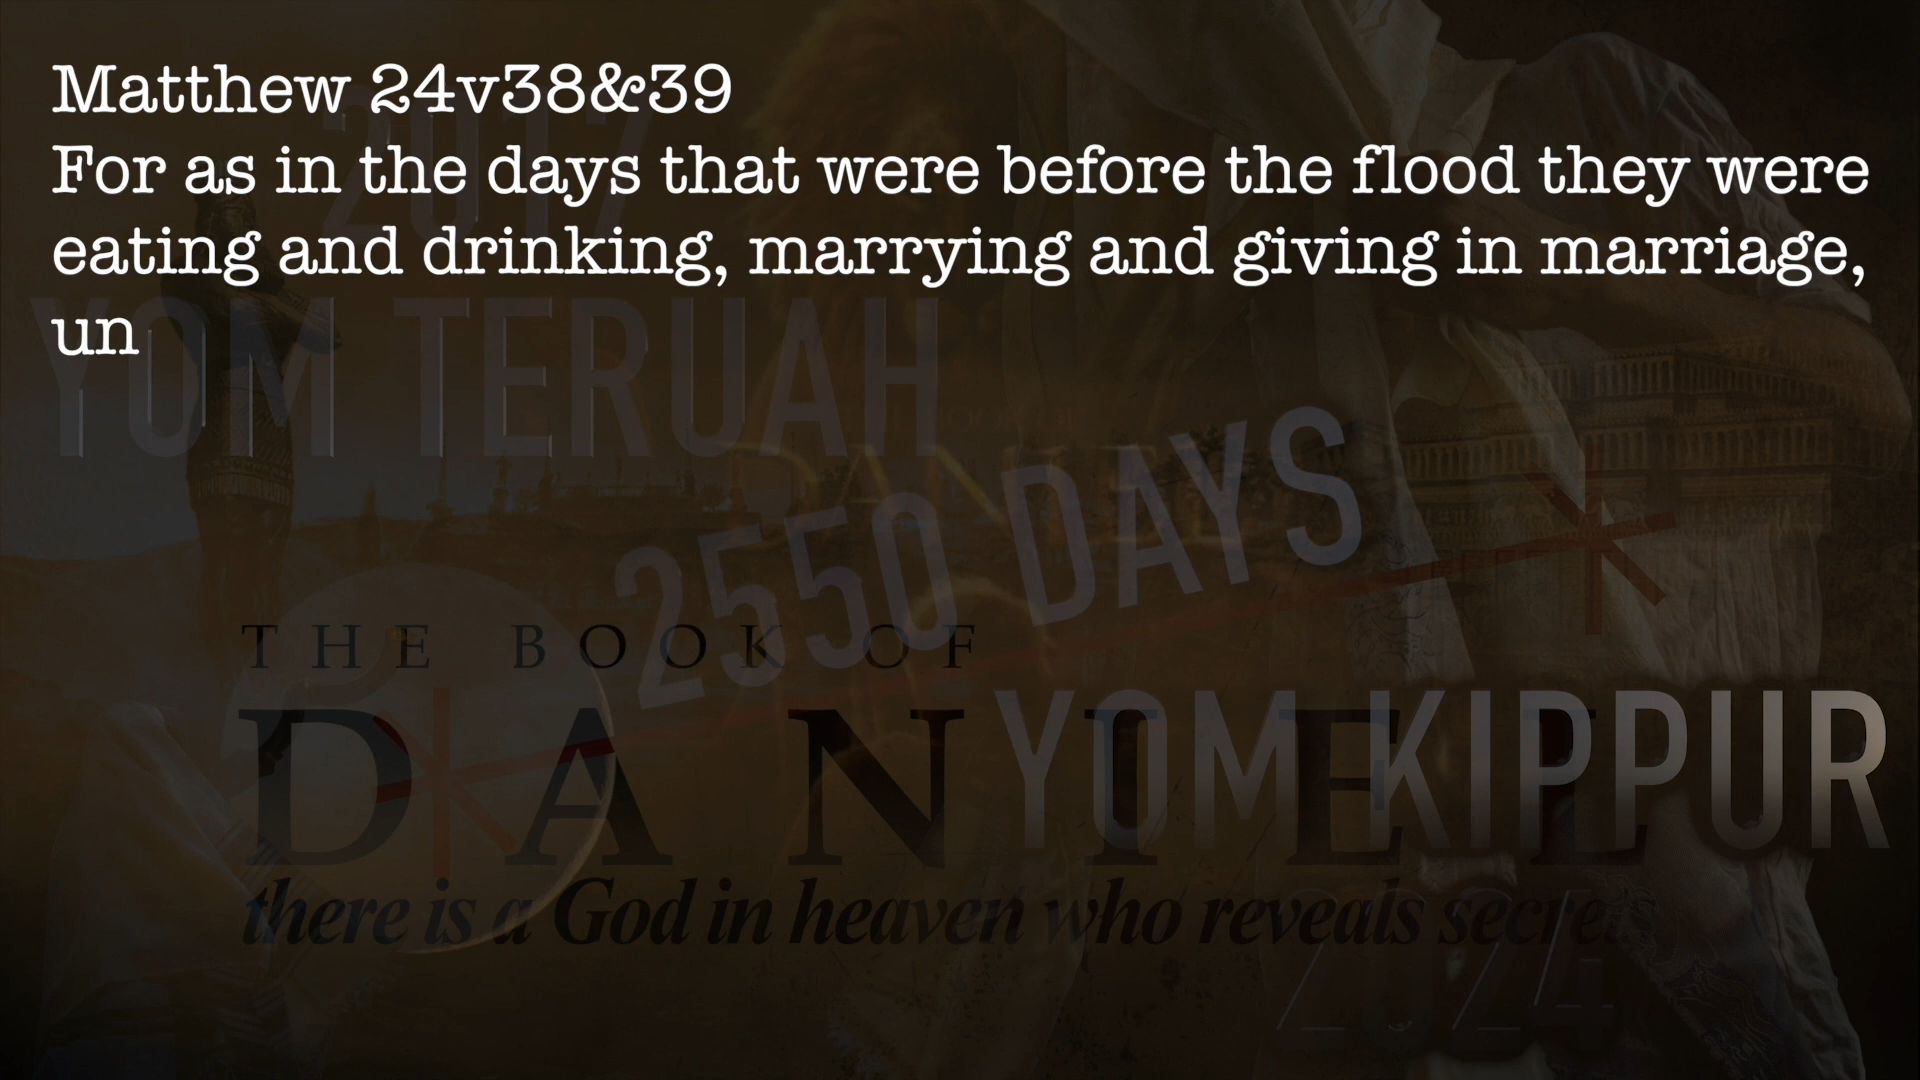 Matthew 24v38&39
For as in the days that were before the flood they were
eating and drinking, marrying and giving in marriage,
un
2017
YOM TERUAH
2550 DAYS
THE BOOK OF
DANIEL
YOM KIPPUR
there is a God in heaven who reveals secrets
2024